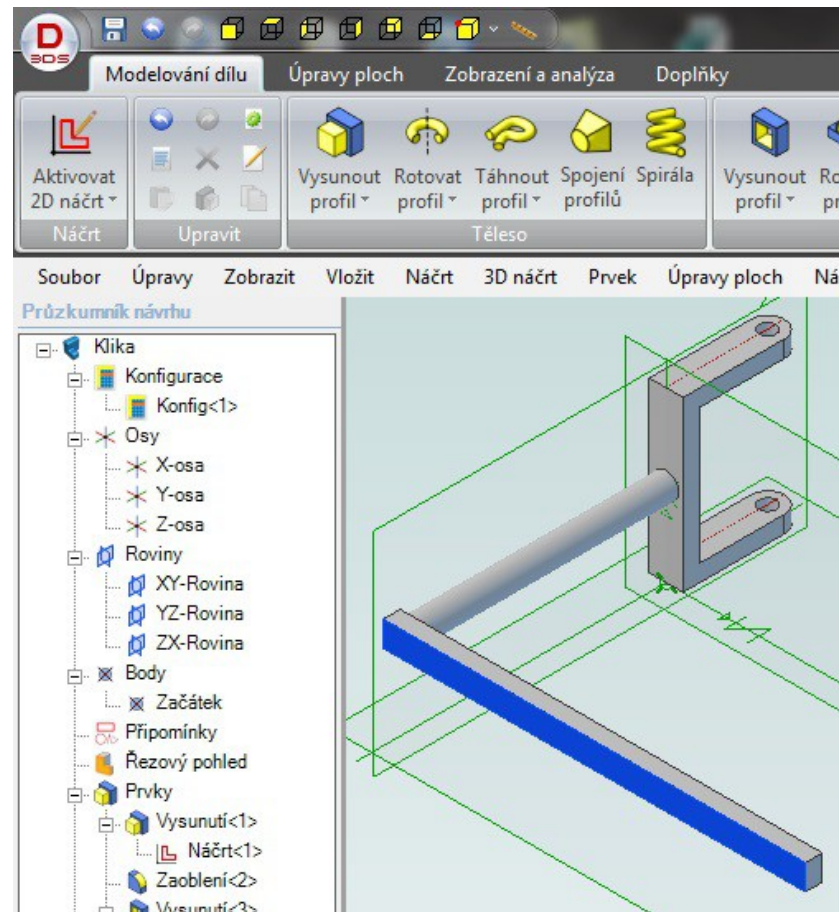 D
3DS
Modelování dílu Úpravy ploch Zobrazení a analýza Doplňky
Aktivovat Vysunout Rotovat Táhnout Spojení Spirála Vysunout
2D náčrt profil profil profil profilů profil
Náčrt Upravit Těleso
Soubor Úpravy Zobrazit Vložit Náčrt 3D náčrt Prvek Úpravy ploch
Průzkumník návrhu
Klika
Konfigurace
Konfig<1>
Osy
X-osa
Y-osa
Z-osa
Roviny
XY-Rovina
YZ-Rovina
ZX-Rovina
Body
Začátek
Připomínky
Řezový pohled
Prvky
Vysunutí<1>
Náčrt<1>
Zaoblení<2>
Vysunutí<3>